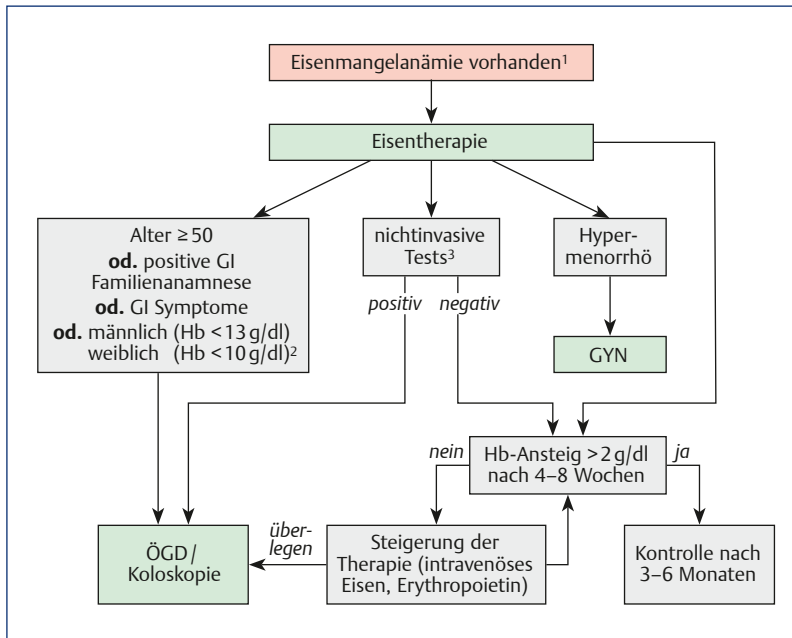 Eisenmangelanämie vorhanden¹
Eisentherapie
Alter ≥ 50
od. positive GI
Familienanamnese
od. GI Symptome
od. männlich (Hb < 13 g/dl)
weiblich (Hb < 10 g/dl)²
nichtinvasive
Tests³
Hyper-
menorrhö
positiv
negativ
GYN
nein
Hb-Ansteig > 2 g/dl
nach 4–8 Wochen
ja
ÖGD /
Koloskopie
über-
legen
Steigerung der
Therapie (intravenöses
Eisen, Erythropoietin)
Kontrolle nach
3–6 Monaten